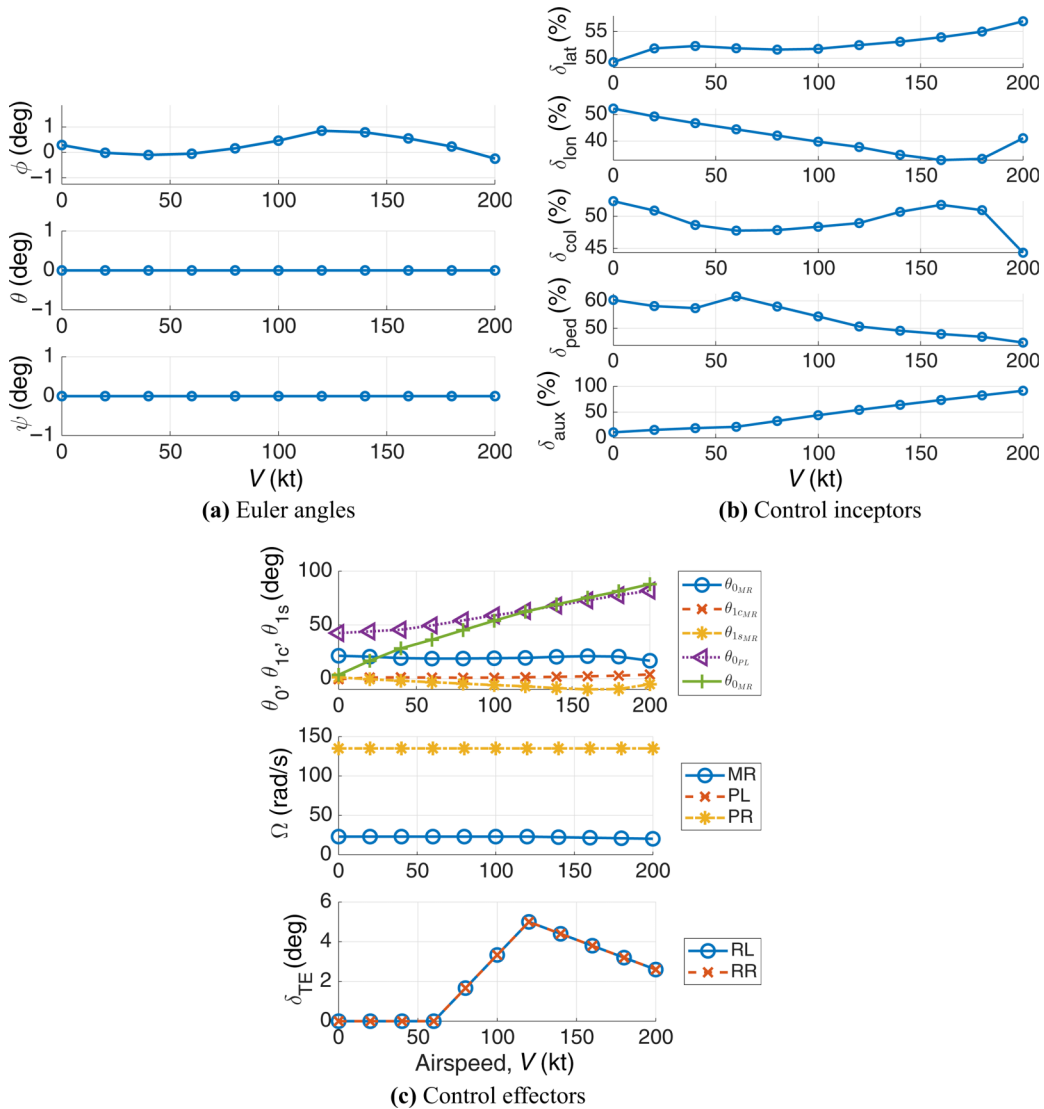 ϕ (deg)
1
0
−1
0 50 100 150 200
θ (deg)
1
0
−1
0 50 100 150 200
ψ (deg)
1
0
−1
0 50 100 150 200
V (kt)
(a) Euler angles
δlat (%)
55
50
0 50 100 150 200
δlon (%)
50
40
0 50 100 150 200
δcol (%)
50
45
0 50 100 150 200
δped (%)
60
50
0 50 100 150 200
δaux (%)
100
50
0
0 50 100 150 200
V (kt)
(b) Control inceptors
θ0, θ1c, θ1s (deg)
100
50
0
0 50 100 150 200
θ0MR
θ1cMR
θ1sMR
θ0PL
θ0MR
Ω (rad/s)
150
100
50
0
0 50 100 150 200
MR
PL
PR
δTE (deg)
6
4
2
0
0 50 100 150 200
RL
RR
Airspeed, V (kt)
(c) Control effectors